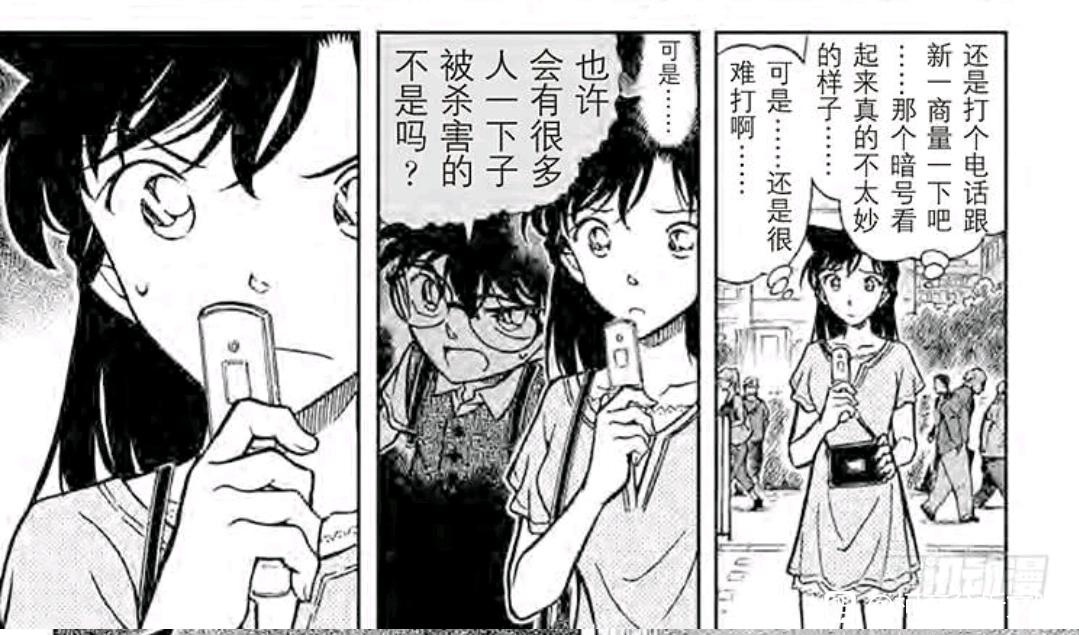 还是打个电话跟
新一商量一下吧
……那个暗号看
起来真的不太妙
的样子……
可是……还是很
难打啊……
可是……
也许
会有很多
人一下子
被杀害的
不是吗？
动漫